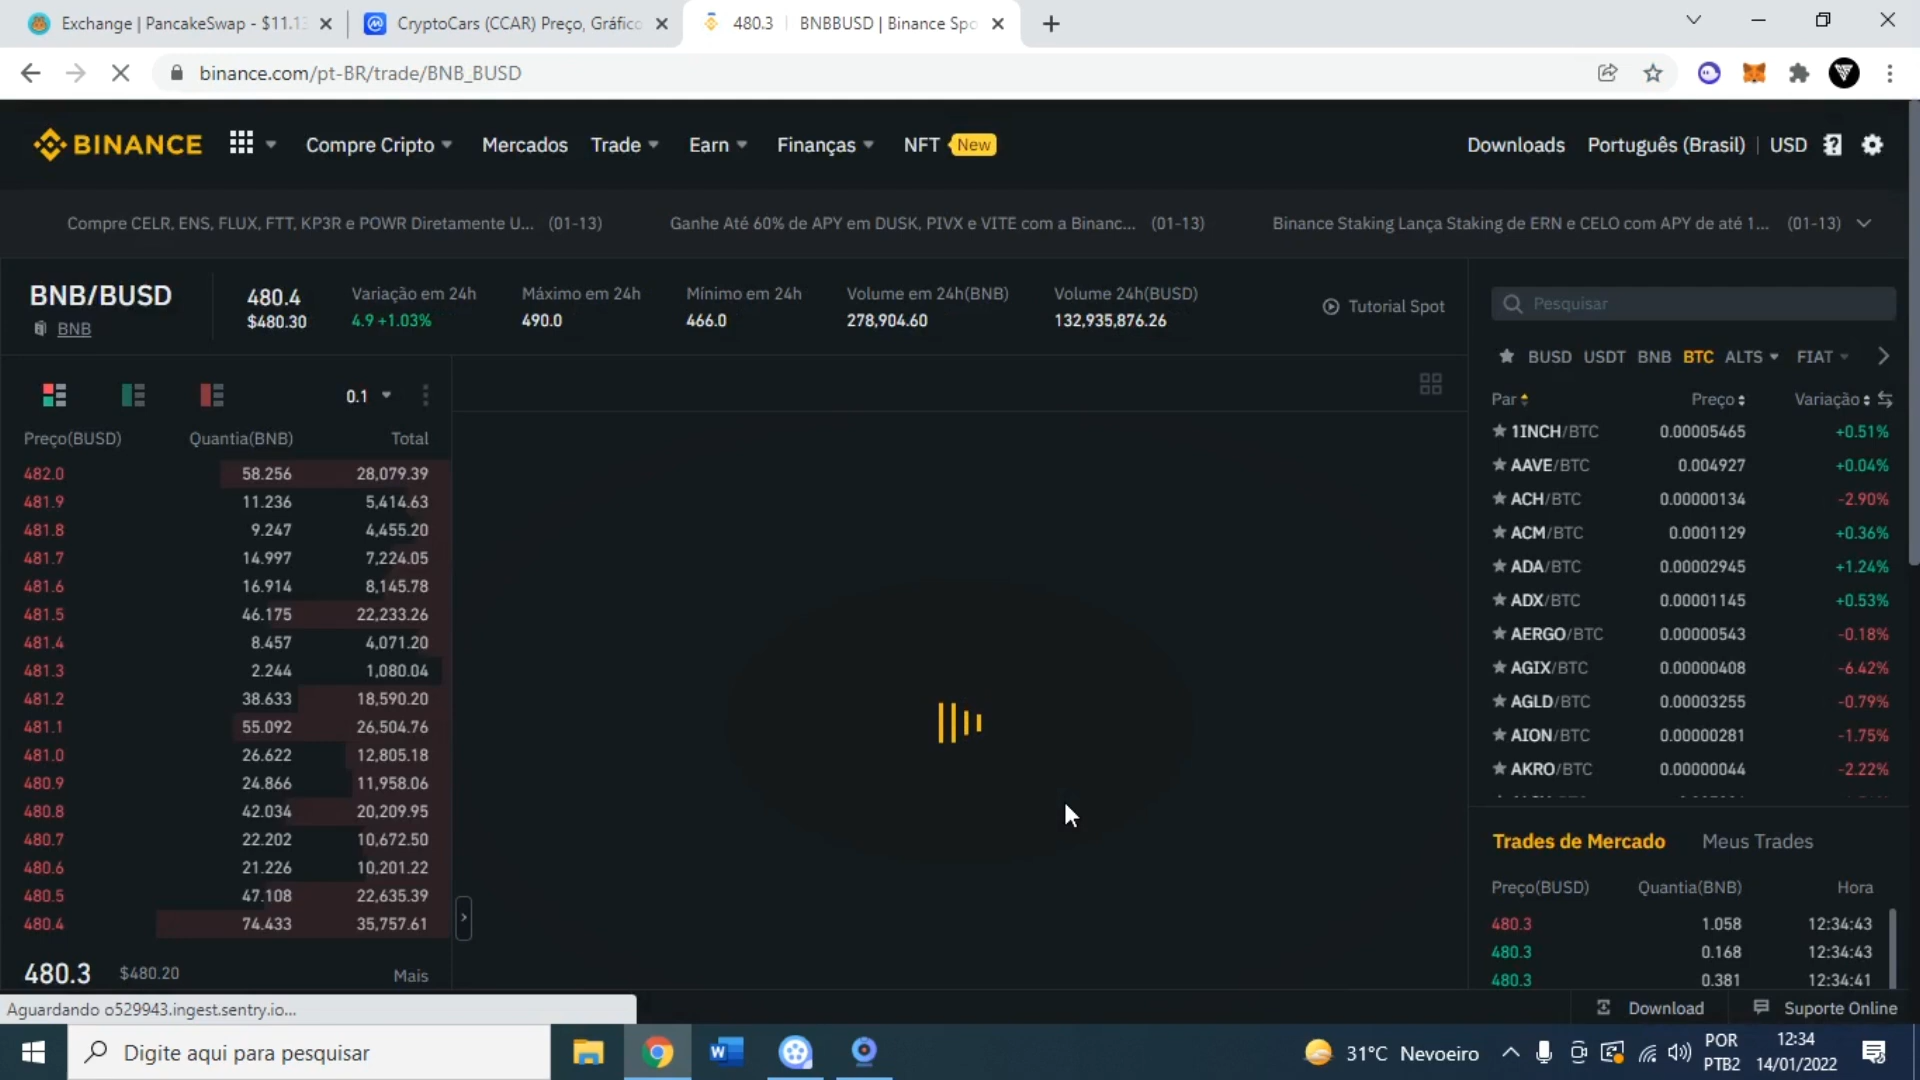 Exchange | PancakeSwap - $11.13
CryptoCars (CCAR) Preço, Gráfico
480.3 | BNBBUSD | Binance Spo
binance.com/pt-BR/trade/BNB_BUSD
BINANCE
Compre Cripto
Mercados
Trade
Earn
Finanças
NFT
New
Downloads
Português (Brasil)
USD
Compre CELR, ENS, FLUX, FTT, KP3R e POWR Diretamente U... (01-13)
Ganhe Até 60% de APY em DUSK, PIVX e VITE com a Binanc... (01-13)
Binance Staking Lança Staking de ERN e CELO com APY de até 1... (01-13)
BNB/BUSD
BNB
480.4
$480.30
Variação em 24h
4.9 +1.03%
Máximo em 24h
490.0
Mínimo em 24h
466.0
Volume em 24h(BNB)
278,904.60
Volume 24h(BUSD)
132,935,876.26
Tutorial Spot
0.1
Preço(BUSD) Quantia(BNB) Total
482.0 58.256 28,079.39
481.9 11.236 5,414.63
481.8 9.247 4,455.20
481.7 14.997 7,224.05
481.6 16.914 8,145.78
481.5 46.175 22,233.26
481.4 8.457 4,071.20
481.3 2.244 1,080.04
481.2 38.633 18,590.20
481.1 55.092 26,504.76
481.0 26.622 12,805.18
480.9 24.866 11,958.06
480.8 42.034 20,209.95
480.7 22.202 10,672.50
480.6 21.226 10,201.22
480.5 47.108 22,635.39
480.4 74.433 35,757.61
480.3 $480.20 Mais
Pesquisar
BUSD USDT BNB BTC ALTS FIAT
Par Preço Variação
1INCH/BTC 0.00005465 +0.51%
AAVE/BTC 0.004927 +0.04%
ACH/BTC 0.00000134 -2.90%
ACM/BTC 0.0001129 +0.36%
ADA/BTC 0.00002945 +1.24%
ADX/BTC 0.00001145 +0.53%
AERGO/BTC 0.00000543 -0.18%
AGIX/BTC 0.00000408 -6.42%
AGLD/BTC 0.00003255 -0.79%
AION/BTC 0.00000281 -1.75%
AKRO/BTC 0.00000044 -2.22%
Trades de Mercado Meus Trades
Preço(BUSD) Quantia(BNB) Hora
480.3 1.058 12:34:43
480.3 0.168 12:34:43
480.3 0.381 12:34:41
Aguardando o529943.ingest.sentry.io...
Download
Suporte Online
Digite aqui para pesquisar
31°C Nevoeiro
POR
PTB2
12:34
14/01/2022